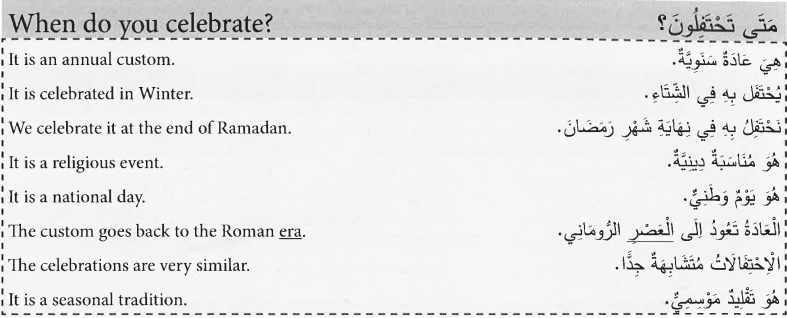 When do you celebrate? مَتَى تَحْتَفِلُونَ؟
It is an annual custom. هِيَ عَادَةٌ سَنَوِيَّةٌ.
It is celebrated in Winter. يُحْتَفَل بِهِ فِي الشِّتَاءِ.
We celebrate it at the end of Ramadan. نَحْتَفِلُ بِهِ فِي نِهَايَةِ شَهْرِ رَمَضَانَ.
It is a religious event. هُوَ مُنَاسَبَةٌ دِينِيَّةٌ.
It is a national day. هُوَ يَوْمٌ وَطَنِيٌّ.
The custom goes back to the Roman era. الْعَادَةُ تَعُودُ اِلَى الْعَصْرِ الرُّومَانِي.
The celebrations are very similar. الْاِحْتِفَالَاتُ مُتَشَابِهَةٌ جِدًّا.
It is a seasonal tradition. هُوَ تَقْلِيدٌ مَوْسِمِيٌّ.